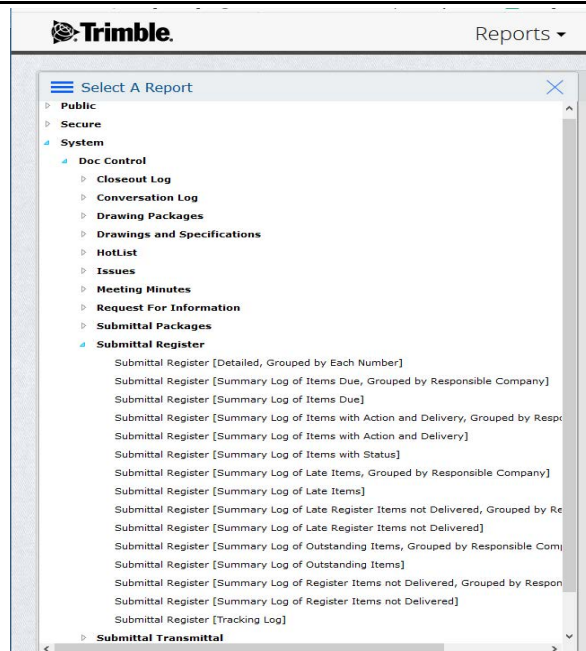 Trimble.
Reports
Select A Report
Public
Secure
System
Doc Control
Closeout Log
Conversation Log
Drawing Packages
Drawings and Specifications
HotList
Issues
Meeting Minutes
Request For Information
Submittal Packages
Submittal Register
Submittal Register [Detailed, Grouped by Each Number]
Submittal Register [Summary Log of Items Due, Grouped by Responsible Company]
Submittal Register [Summary Log of Items Due]
Submittal Register [Summary Log of Items with Action and Delivery, Grouped by Respo
Submittal Register [Summary Log of Items with Action and Delivery]
Submittal Register [Summary Log of Items with Status]
Submittal Register [Summary Log of Late Items, Grouped by Responsible Company]
Submittal Register [Summary Log of Late Items]
Submittal Register [Summary Log of Late Register Items not Delivered, Grouped by Re
Submittal Register [Summary Log of Late Register Items not Delivered]
Submittal Register [Summary Log of Outstanding Items, Grouped by Responsible Com
Submittal Register [Summary Log of Outstanding Items]
Submittal Register [Summary Log of Register Items not Delivered, Grouped by Respon
Submittal Register [Summary Log of Register Items not Delivered]
Submittal Register [Tracking Log]
Submittal Transmittal